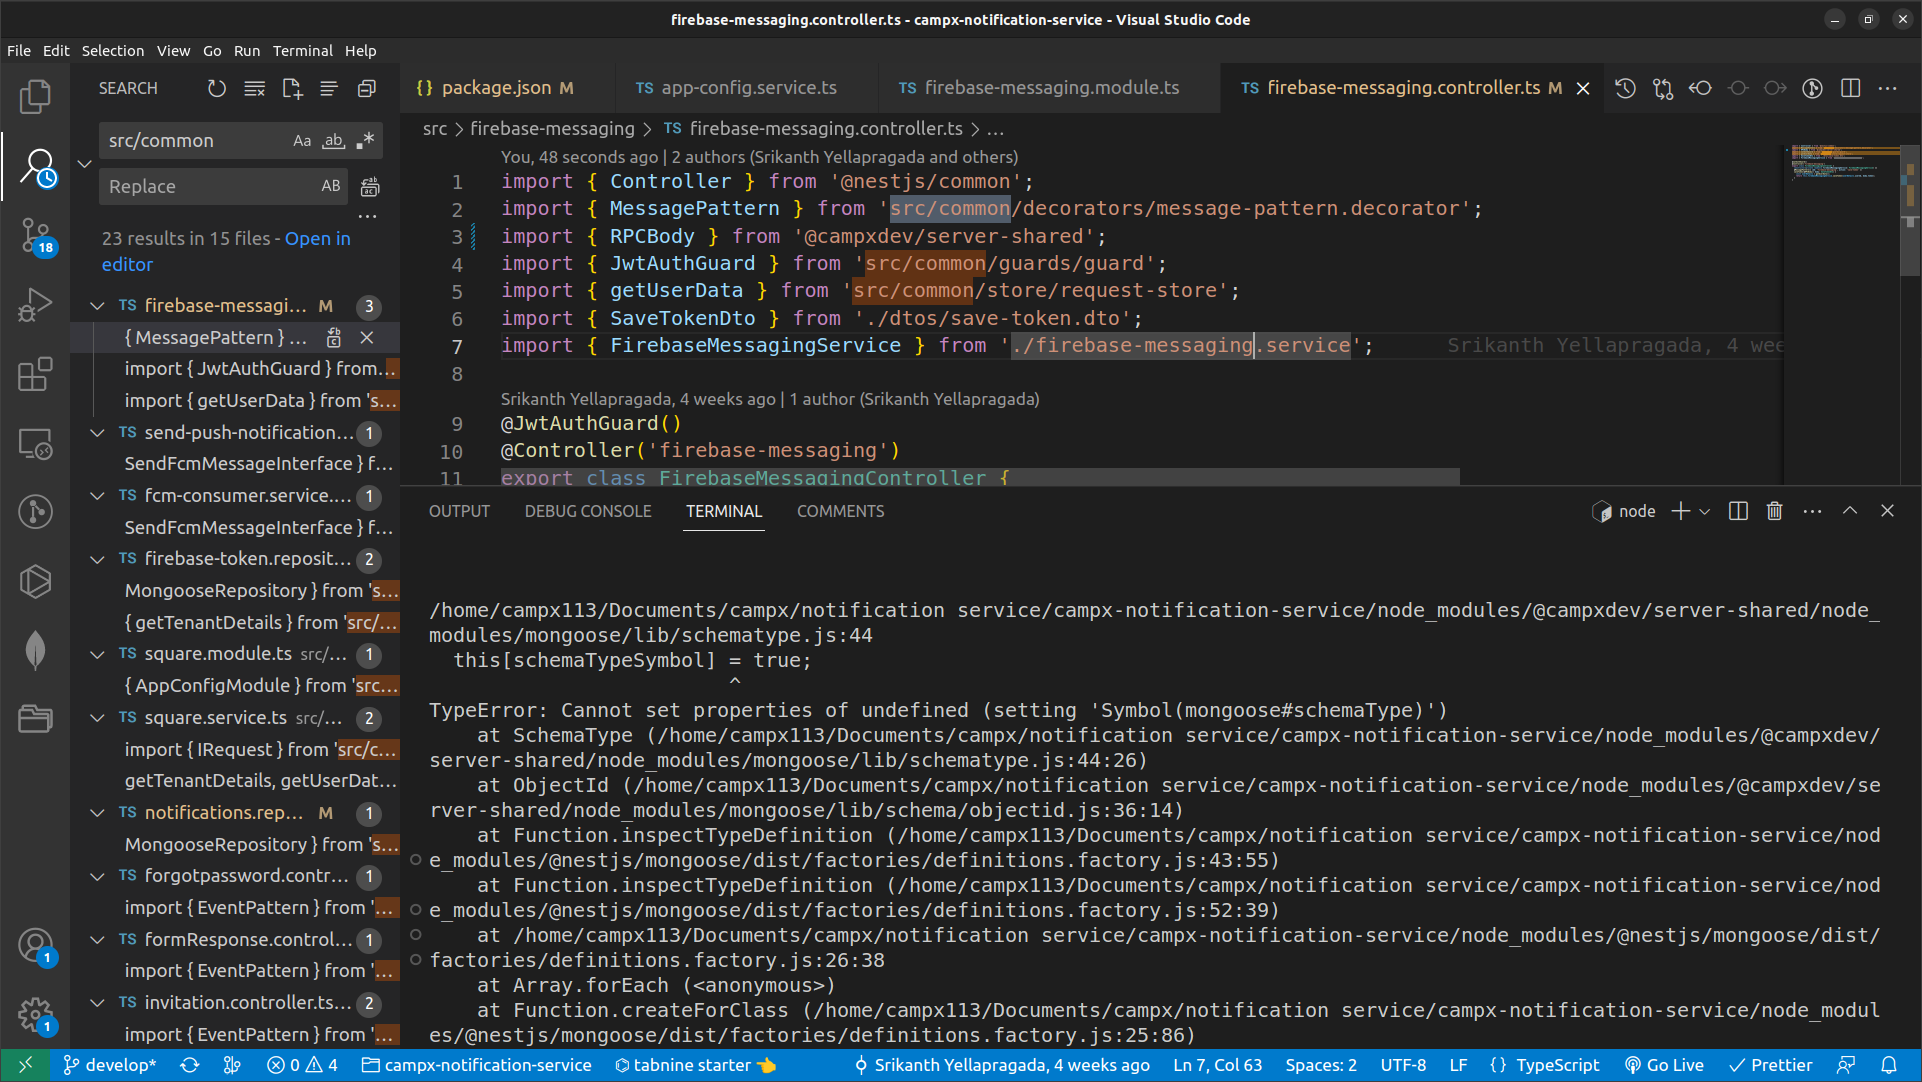 firebase-messaging.controller.ts - campx-notification-service - Visual Studio Code
File Edit Selection View Go Run Terminal Help
SEARCH
{} package.json M
TS app-config.service.ts
TS firebase-messaging.module.ts
TS firebase-messaging.controller.ts M
src/common Aa ab .*
Replace AB
23 results in 15 files - Open in
editor
TS firebase-messagi... M 3
{ MessagePattern } ...
import { JwtAuthGuard } from...
import { getUserData } from 's...
TS send-push-notification... 1
SendFcmMessageInterface } f...
TS fcm-consumer.service.... 1
SendFcmMessageInterface } f...
TS firebase-token.reposit... 2
MongooseRepository } from 's...
{ getTenantDetails } from 'src/...
TS square.module.ts src/... 1
{ AppConfigModule } from 'src...
TS square.service.ts src/... 2
import { IRequest } from 'src/c...
getTenantDetails, getUserDat...
TS notifications.rep... M 1
MongooseRepository } from 's...
TS forgotpassword.contr... 1
import { EventPattern } from '...
TS formResponse.control... 1
import { EventPattern } from '...
TS invitation.controller.ts... 2
import { EventPattern } from '...
18
1
1
src > firebase-messaging > TS firebase-messaging.controller.ts > ...
You, 48 seconds ago | 2 authors (Srikanth Yellapragada and others)
1 import { Controller } from '@nestjs/common';
2 import { MessagePattern } from 'src/common/decorators/message-pattern.decorator';
3 import { RPCBody } from '@campxdev/server-shared';
4 import { JwtAuthGuard } from 'src/common/guards/guard';
5 import { getUserData } from 'src/common/store/request-store';
6 import { SaveTokenDto } from './dtos/save-token.dto';
7 import { FirebaseMessagingService } from './firebase-messaging.service'; Srikanth Yellapragada, 4 wee
8
Srikanth Yellapragada, 4 weeks ago | 1 author (Srikanth Yellapragada)
9 @JwtAuthGuard()
10 @Controller('firebase-messaging')
11 export class FirebaseMessagingController {
OUTPUT DEBUG CONSOLE TERMINAL COMMENTS
node
/home/campx113/Documents/campx/notification service/campx-notification-service/node_modules/@campxdev/server-shared/node_
modules/mongoose/lib/schematype.js:44
this[schemaTypeSymbol] = true;
^
TypeError: Cannot set properties of undefined (setting 'Symbol(mongoose#schemaType)')
at SchemaType (/home/campx113/Documents/campx/notification service/campx-notification-service/node_modules/@campxdev/
server-shared/node_modules/mongoose/lib/schematype.js:44:26)
at ObjectId (/home/campx113/Documents/campx/notification service/campx-notification-service/node_modules/@campxdev/se
rver-shared/node_modules/mongoose/lib/schema/objectid.js:36:14)
at Function.inspectTypeDefinition (/home/campx113/Documents/campx/notification service/campx-notification-service/nod
e_modules/@nestjs/mongoose/dist/factories/definitions.factory.js:43:55)
at Function.inspectTypeDefinition (/home/campx113/Documents/campx/notification service/campx-notification-service/nod
e_modules/@nestjs/mongoose/dist/factories/definitions.factory.js:52:39)
at /home/campx113/Documents/campx/notification service/campx-notification-service/node_modules/@nestjs/mongoose/dist/
factories/definitions.factory.js:26:38
at Array.forEach (<anonymous>)
at Function.createForClass (/home/campx113/Documents/campx/notification service/campx-notification-service/node_modul
es/@nestjs/mongoose/dist/factories/definitions.factory.js:25:86)
develop* 0 4 campx-notification-service tabnine starter Srikanth Yellapragada, 4 weeks ago Ln 7, Col 63 Spaces: 2 UTF-8 LF {} TypeScript Go Live Prettier